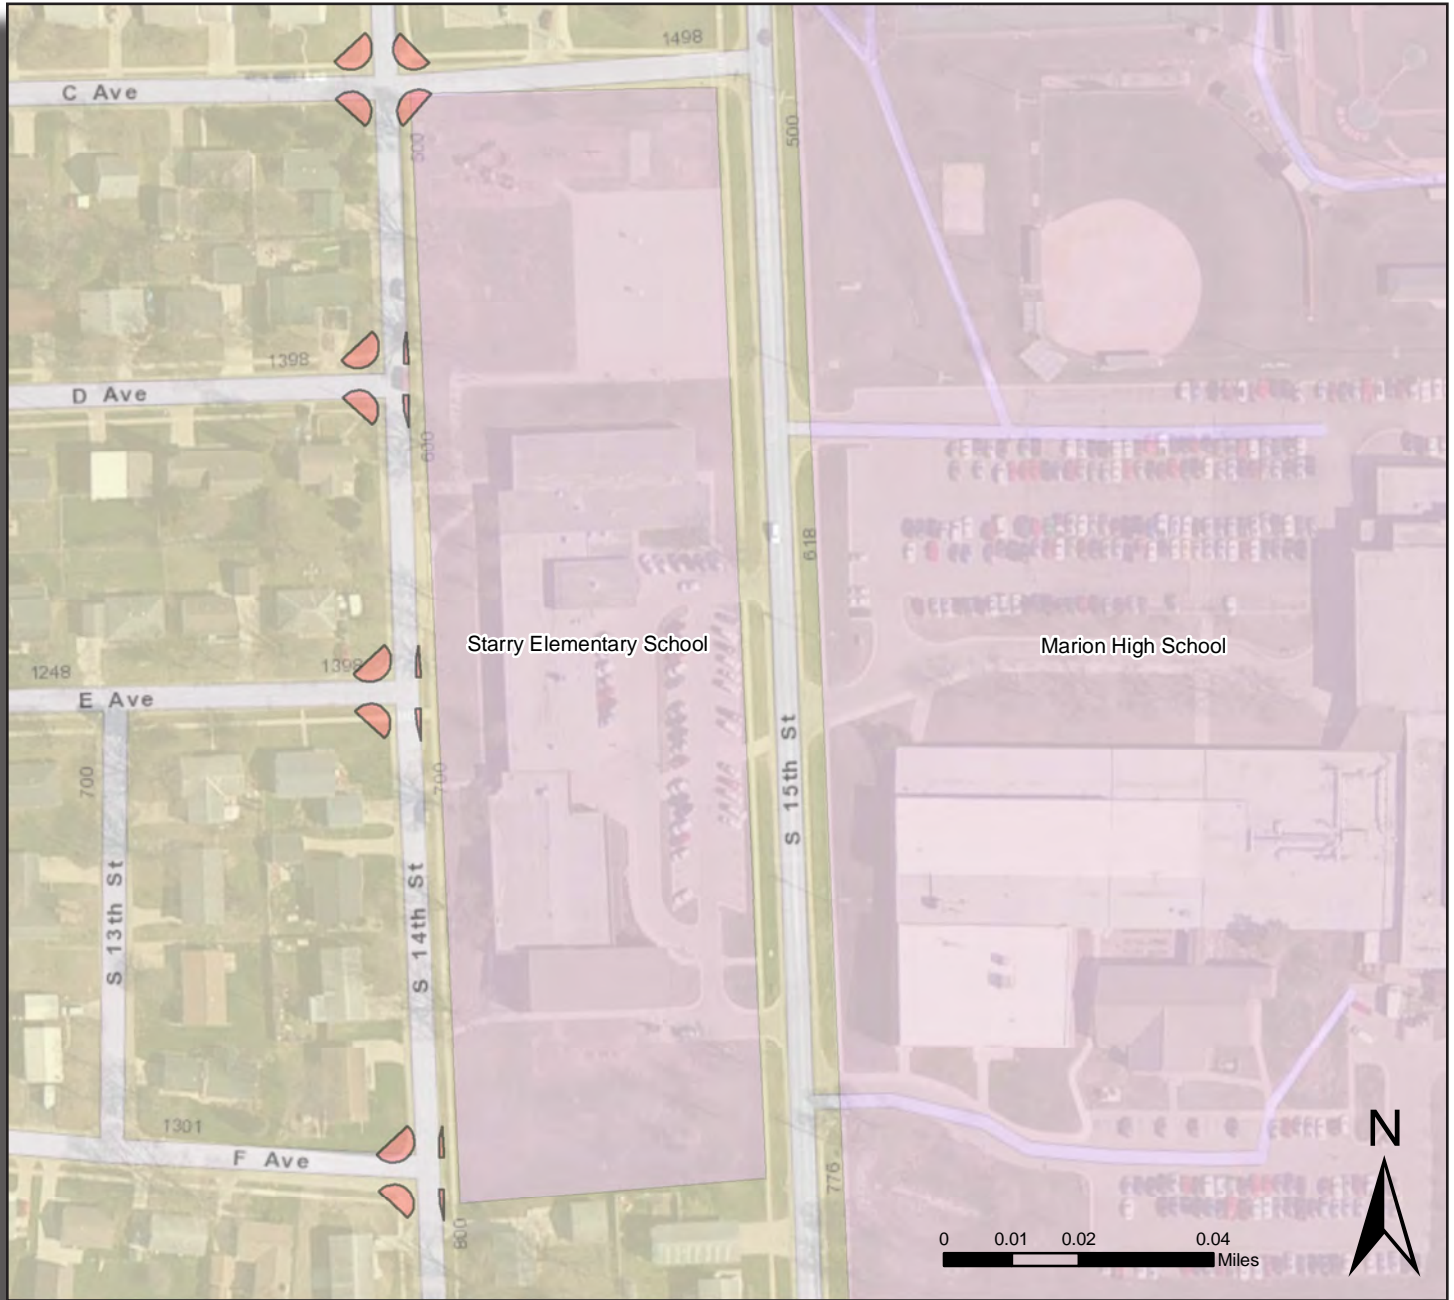 1498
C Ave
500
500
1398
D Ave
600
618
Starry Elementary School
Marion High School
1248
1398
E Ave
700
700
S 15th St
S 13th St
S 14th St
1301
F Ave
776
800
N
0 0.01 0.02 0.04
Miles